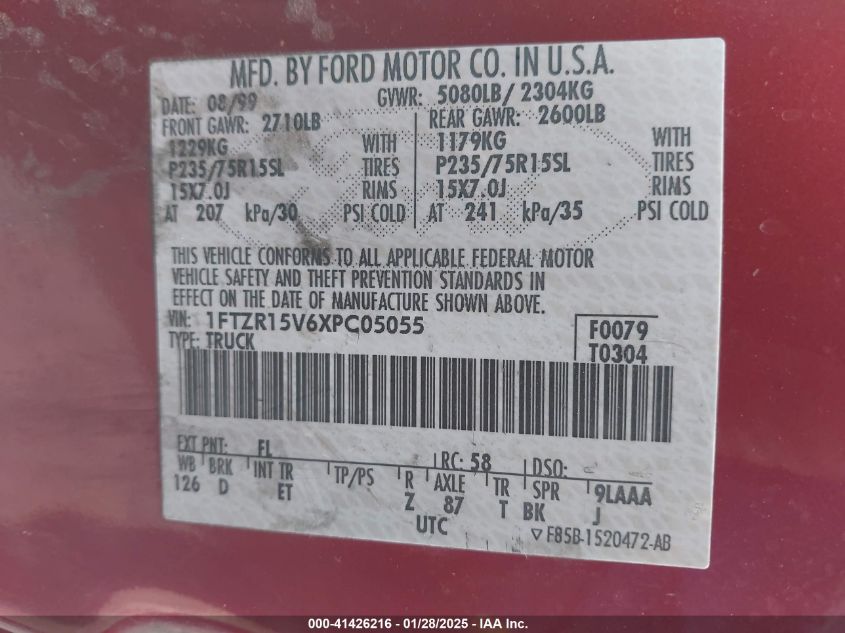 MFD. BY FORD MOTOR CO. IN U.S.A.
DATE: 08/99 GVWR: 5080LB/ 2304KG
FRONT GAWR: 2710LB REAR GAWR: 2600LB
1229KG WITH 1179KG WITH
P235/75R15SL TIRES P235/75R15SL TIRES
15X7.0J RIMS 15X7.0J RIMS
AT 207 kPa/30 PSI COLD AT 241 kPa/35 PSI COLD
THIS VEHICLE CONFORMS TO ALL APPLICABLE FEDERAL MOTOR
VEHICLE SAFETY AND THEFT PREVENTION STANDARDS IN
EFFECT ON THE DATE OF MANUFACTURE SHOWN ABOVE.
VIN: 1FTZR15V6XPC05055 F0079
TYPE: TRUCK T0304
EXT PNT: FL RC: 58 DSO:
WB BRK INT TR TP/PS R AXLE TR SPR 9LAAA
126 D ET Z 87 T BK J
UTC ▽ F85B-1520472-AB
000-41426216 - 01/28/2025 - IAA Inc.